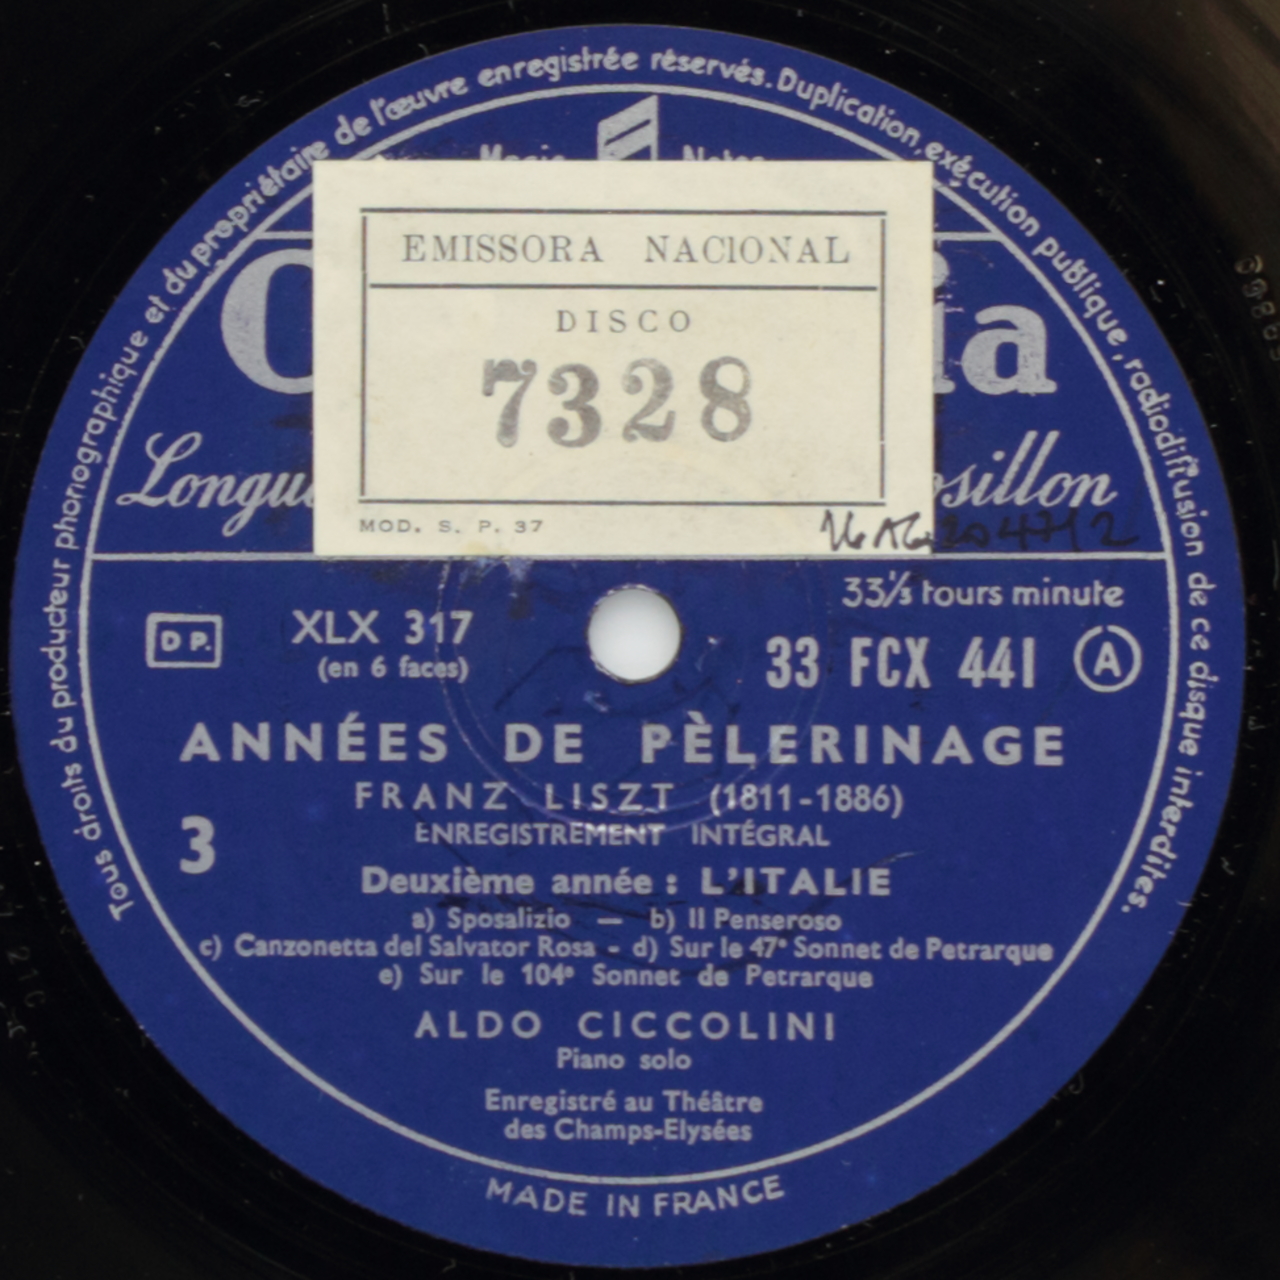 Tous droits du producteur phonographique et du propriétaire de l'œuvre enregistrée réservés. Duplication, exécution publique, radiodiffusion de ce disque interdites.
EMISSORA NACIONAL
DISCO
7328
MOD. S. P. 37
33⅓ tours minute
D P.
XLX 317
(en 6 faces)
33 FCX 441 A
ANNÉES DE PÈLERINAGE
FRANZ LISZT (1811-1886)
ENREGISTREMENT INTÉGRAL
3
Deuxième année : L'ITALIE
a) Sposalizio — b) Il Penseroso
c) Canzonetta del Salvator Rosa - d) Sur le 47e Sonnet de Petrarque
e) Sur le 104e Sonnet de Petrarque
ALDO CICCOLINI
Piano solo
Enregistré au Théâtre
des Champs-Elysées
MADE IN FRANCE